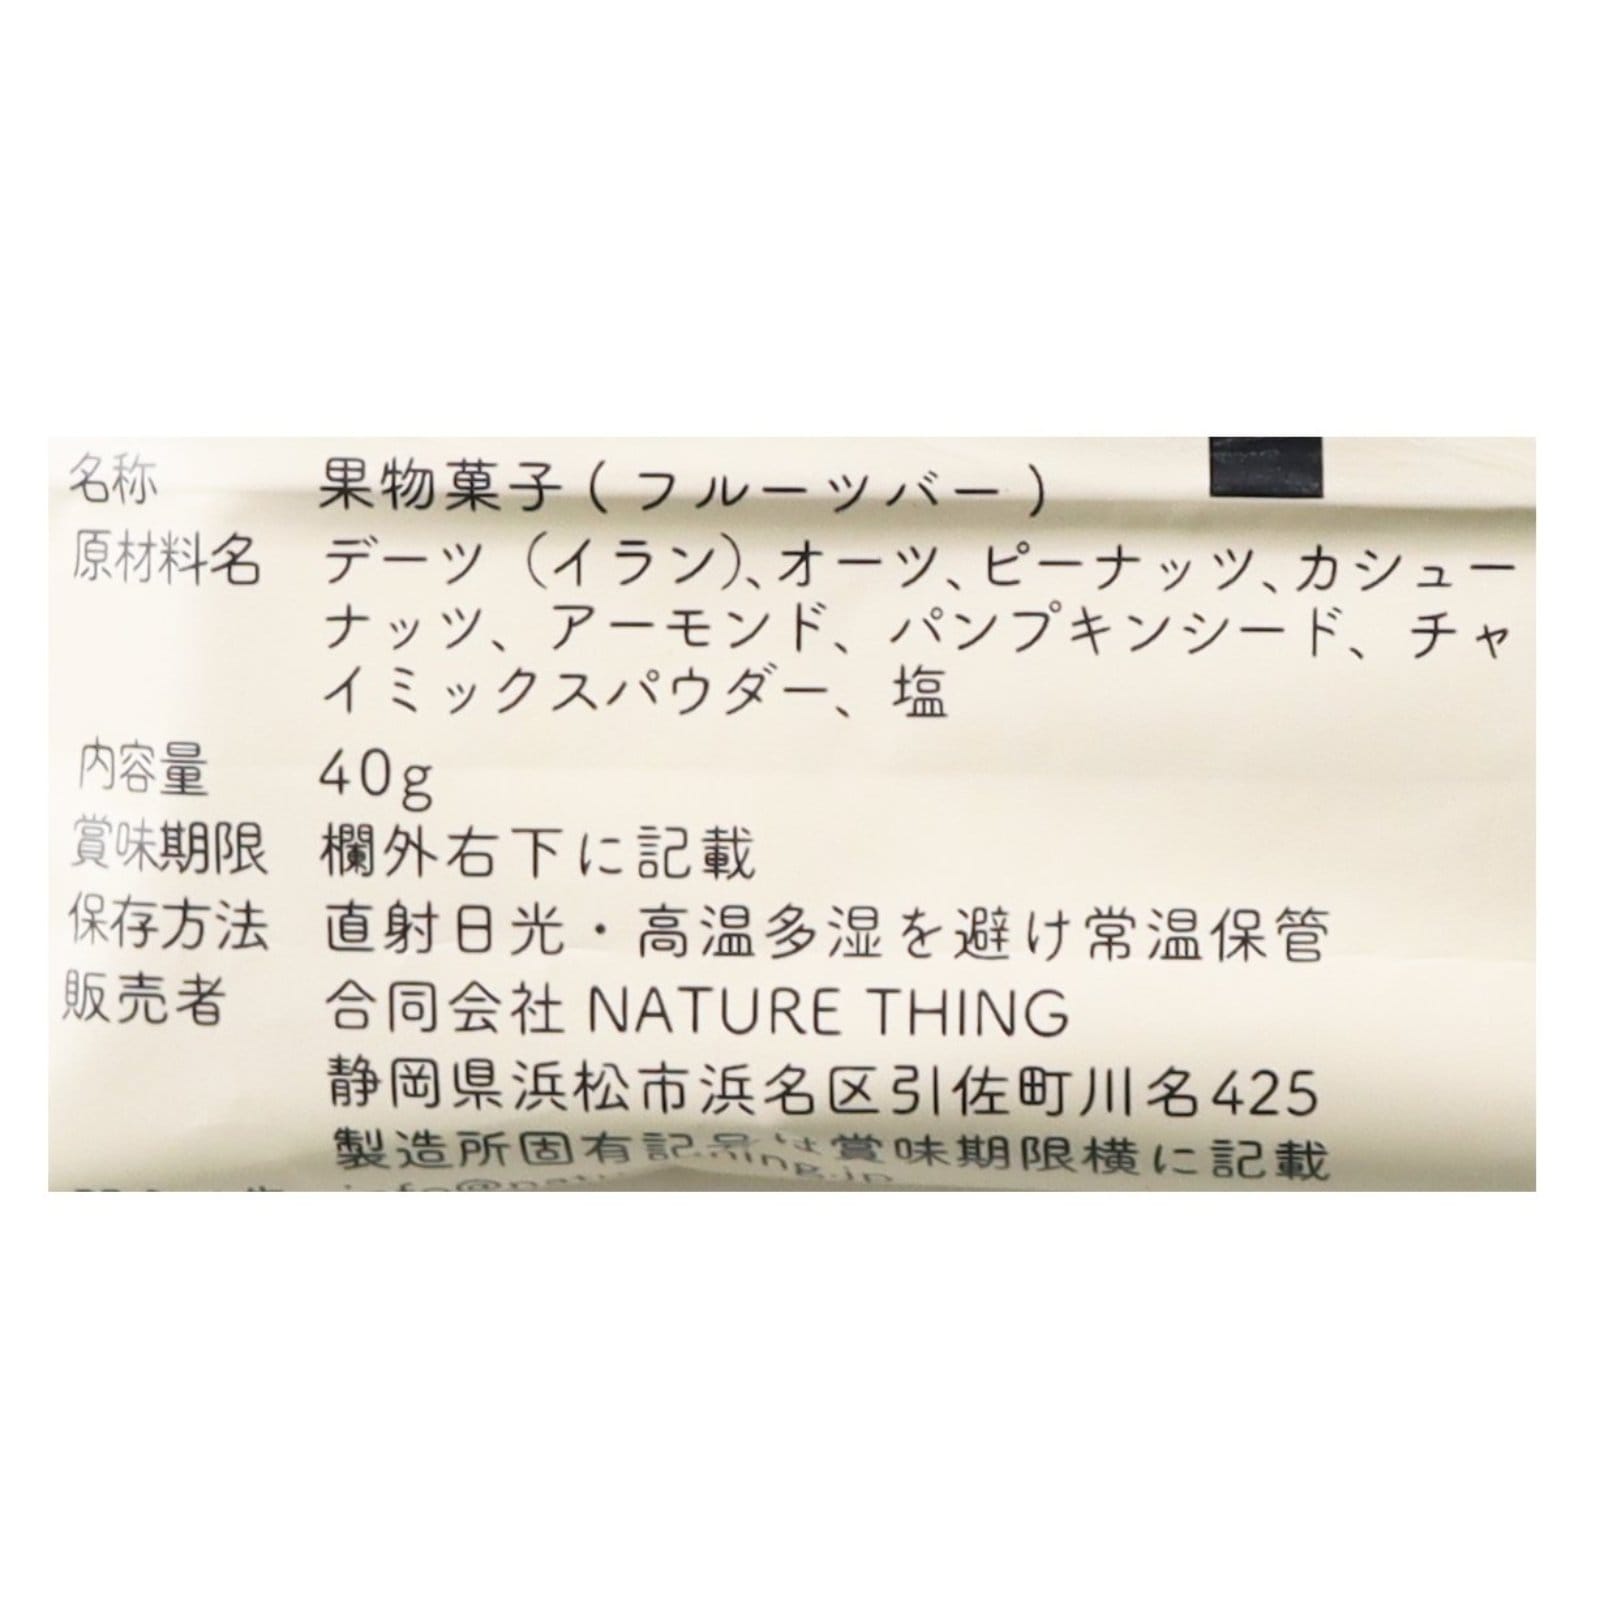 名称 果物菓子(フルーツバー)
原材料名 デーツ(イラン)、オーツ、ピーナッツ、カシュー
ナッツ、アーモンド、パンプキンシード、チャ
イミックスパウダー、塩
内容量 40g
賞味期限 欄外右下に記載
保存方法 直射日光・高温多湿を避け常温保管
販売者 合同会社 NATURE THING
静岡県浜松市浜名区引佐町川名425
製造所固有記号は賞味期限横に記載